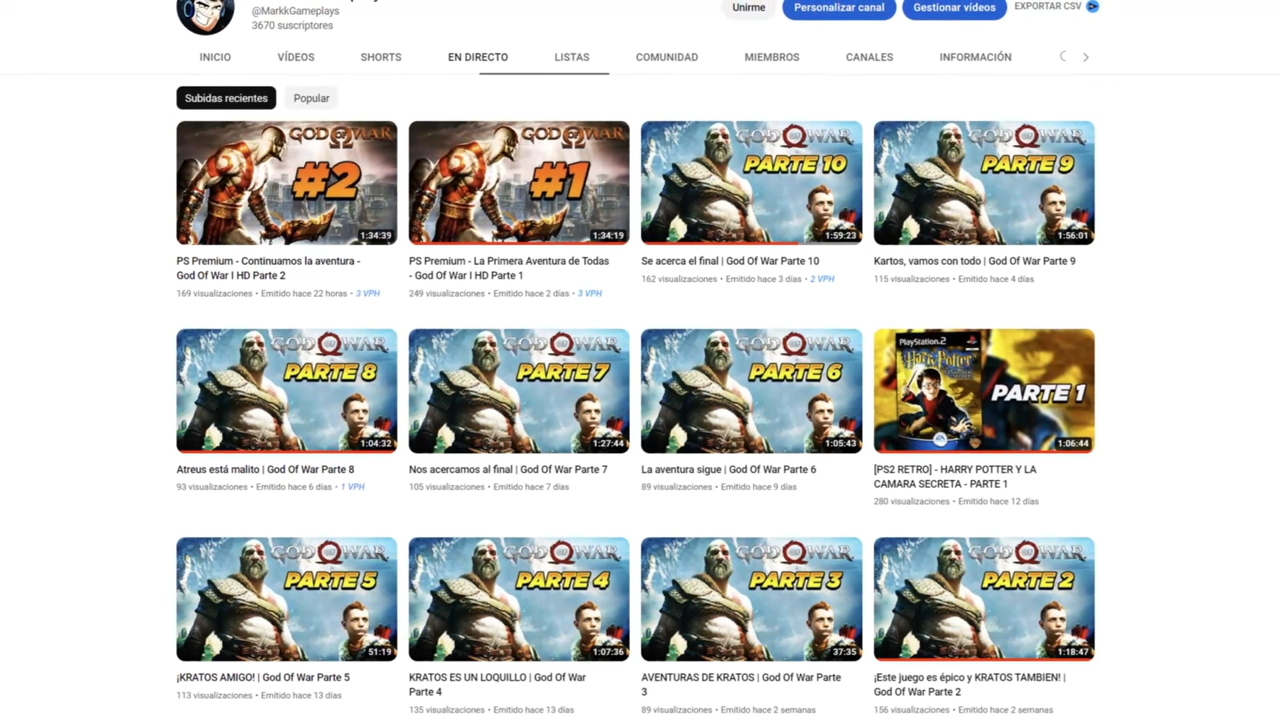 @MarkkGameplays
3670 suscriptores
Unirme
Personalizar canal
Gestionar vídeos
EXPORTAR CSV
INICIO
VÍDEOS
SHORTS
EN DIRECTO
LISTAS
COMUNIDAD
MIEMBROS
CANALES
INFORMACIÓN
Subidas recientes
Popular
GOD OF WAR
#2
1:34:39
GOD OF WAR
#1
1:34:19
GOD OF WAR
PARTE 10
1:59:23
GOD OF WAR
PARTE 9
1:56:01
PS Premium - Continuamos la aventura -
God Of War I HD Parte 2
169 visualizaciones • Emitido hace 22 horas • 3 VPH
PS Premium - La Primera Aventura de Todas
- God Of War I HD Parte 1
249 visualizaciones • Emitido hace 2 días • 3 VPH
Se acerca el final | God Of War Parte 10
162 visualizaciones • Emitido hace 3 días • 2 VPH
Kartos, vamos con todo | God Of War Parte 9
115 visualizaciones • Emitido hace 4 días
GOD OF WAR
PARTE 8
1:04:32
GOD OF WAR
PARTE 7
1:27:44
GOD OF WAR
PARTE 6
1:05:43
PlayStation.2
Harry Potter
EA
PARTE 1
1:06:44
Atreus está malito | God Of War Parte 8
93 visualizaciones • Emitido hace 6 días • 1 VPH
Nos acercamos al final | God Of War Parte 7
105 visualizaciones • Emitido hace 7 días
La aventura sigue | God Of War Parte 6
89 visualizaciones • Emitido hace 9 días
[PS2 RETRO] - HARRY POTTER Y LA
CAMARA SECRETA - PARTE 1
280 visualizaciones • Emitido hace 12 días
GOD OF WAR
PARTE 5
51:19
GOD OF WAR
PARTE 4
1:07:36
GOD OF WAR
PARTE 3
37:35
GOD OF WAR
PARTE 2
1:18:47
¡KRATOS AMIGO! | God Of War Parte 5
113 visualizaciones • Emitido hace 13 días
KRATOS ES UN LOQUILLO | God Of War
Parte 4
135 visualizaciones • Emitido hace 13 días
AVENTURAS DE KRATOS | God Of War Parte
3
89 visualizaciones • Emitido hace 2 semanas
¡Este juego es épico y KRATOS TAMBIEN! |
God Of War Parte 2
156 visualizaciones • Emitido hace 2 semanas